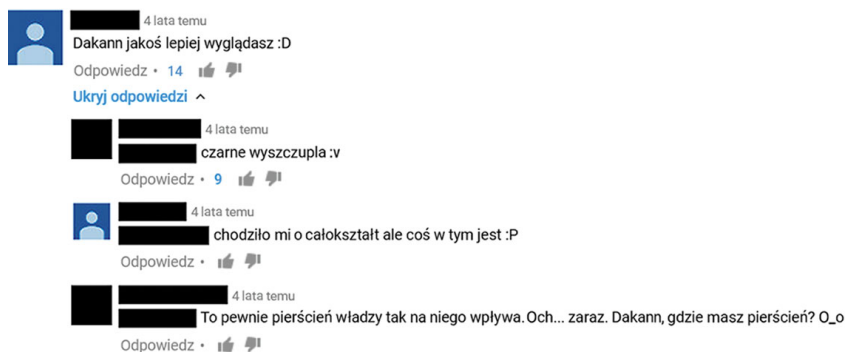 4 lata temu
Dakann jakoś lepiej wyglądasz :D
Odpowiedz • 14
Ukryj odpowiedzi
4 lata temu
czarne wyszczupla :v
Odpowiedz • 9
4 lata temu
chodziło mi o całokształt ale coś w tym jest :P
Odpowiedz •
4 lata temu
To pewnie pierścień władzy tak na niego wpływa. Och... zaraz. Dakann, gdzie masz pierścień? O_o
Odpowiedz •